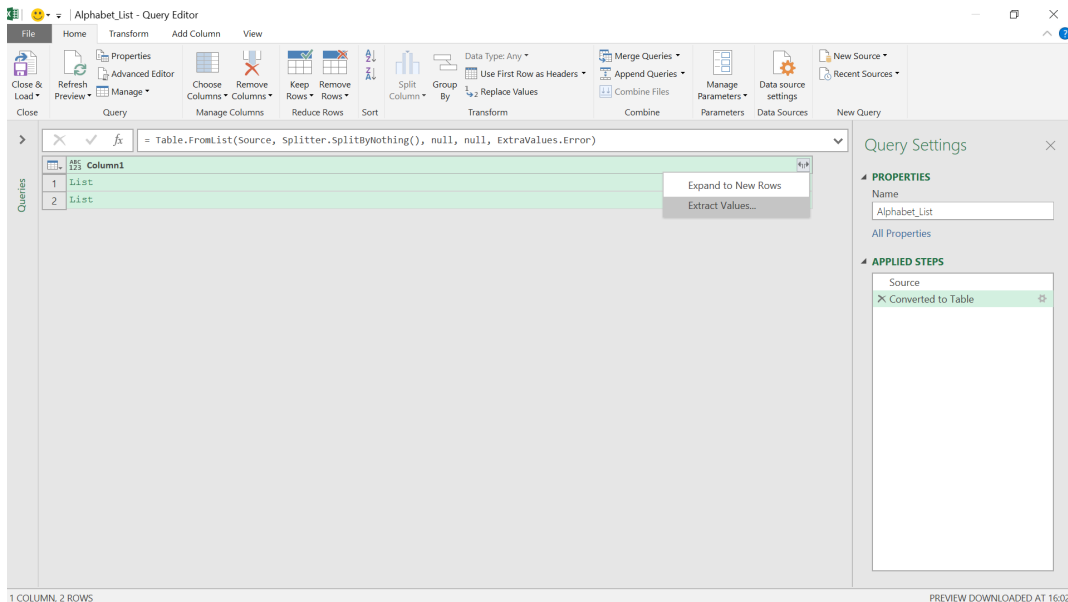 Alphabet_List - Query Editor
File Home Transform Add Column View
Close & Load
Refresh Preview
Properties
Advanced Editor
Manage
Choose Columns
Remove Columns
Keep Rows
Remove Rows
Split Column
Group By
Data Type: Any
Use First Row as Headers
Replace Values
Merge Queries
Append Queries
Combine Files
Manage Parameters
Data source settings
New Source
Recent Sources
Close Query Manage Columns Reduce Rows Sort Transform Combine Parameters Data Sources New Query
fx = Table.FromList(Source, Splitter.SplitByNothing(), null, null, ExtraValues.Error)
Queries
ABC 123 Column1
1 List
2 List
Expand to New Rows
Extract Values...
Query Settings
PROPERTIES
Name
Alphabet_List
All Properties
APPLIED STEPS
Source
Converted to Table
1 COLUMN, 2 ROWS
PREVIEW DOWNLOADED AT 16:02